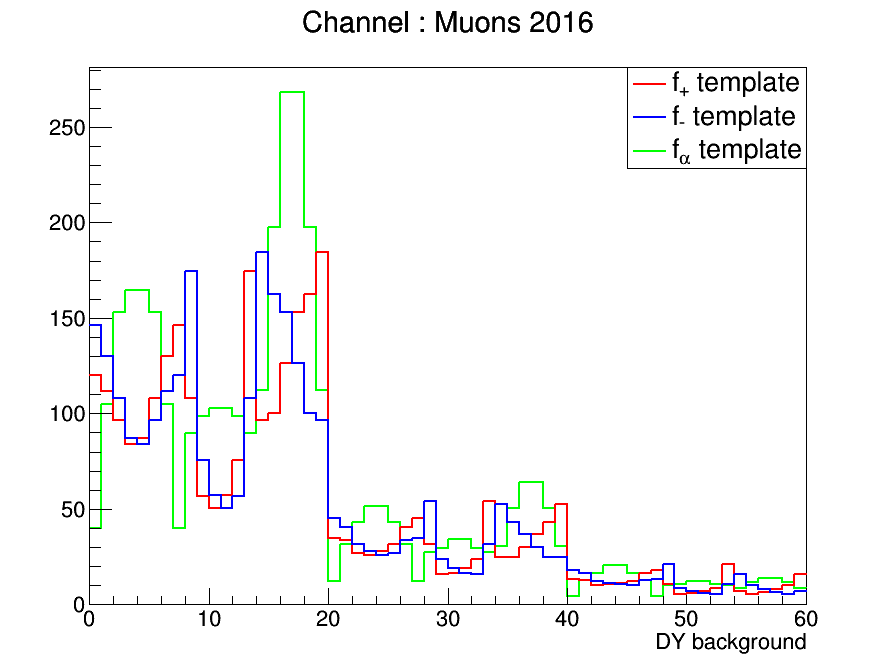 Channel : Muons 2016
f+ template
f- template
fα template
250
200
150
100
50
0
0 10 20 30 40 50 60
DY background